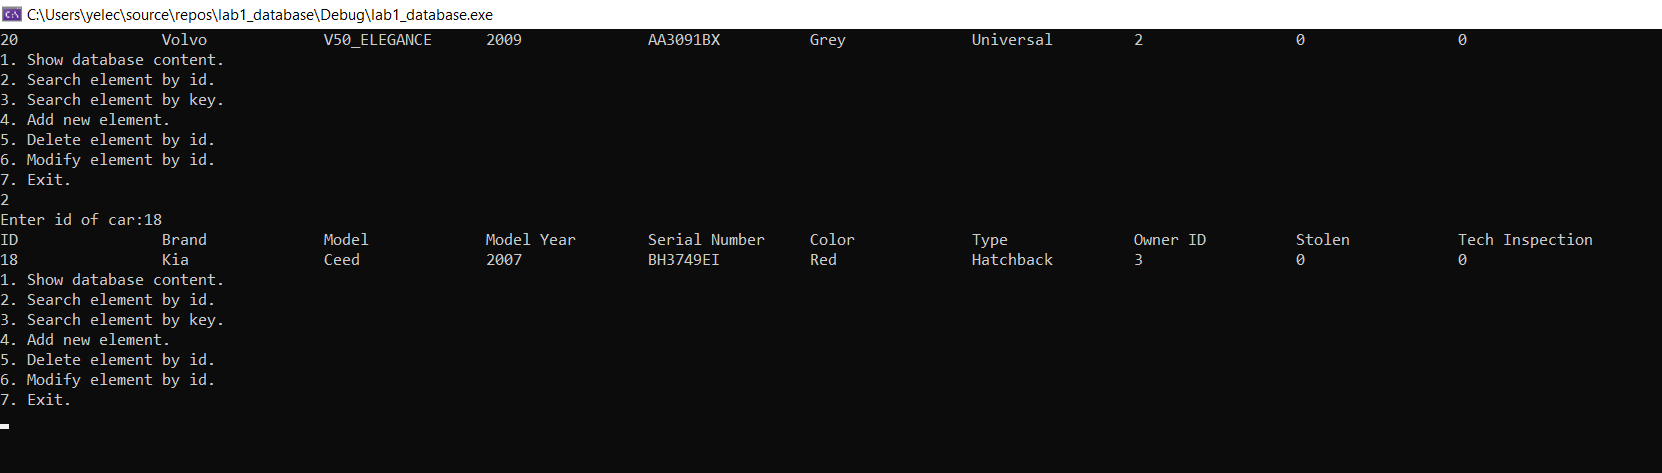 C:\Users\yelec\source\repos\lab1_database\Debug\lab1_database.exe
20 Volvo V50_ELEGANCE 2009 AA3091BX Grey Universal 2 0 0
1. Show database content.
2. Search element by id.
3. Search element by key.
4. Add new element.
5. Delete element by id.
6. Modify element by id.
7. Exit.
2
Enter id of car:18
ID Brand Model Model Year Serial Number Color Type Owner ID Stolen Tech Inspection
18 Kia Ceed 2007 BH3749EI Red Hatchback 3 0 0
1. Show database content.
2. Search element by id.
3. Search element by key.
4. Add new element.
5. Delete element by id.
6. Modify element by id.
7. Exit.